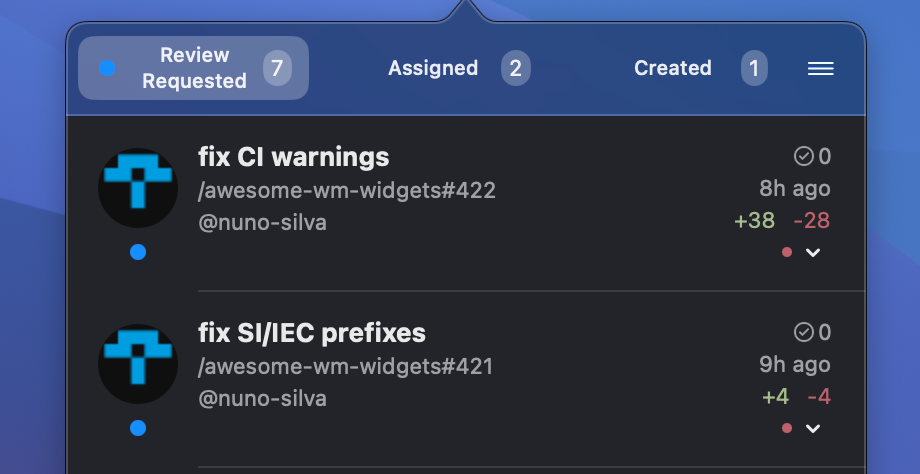 Review
Requested
7
Assigned
2
Created
1
fix CI warnings
0
/awesome-wm-widgets#422
8h ago
@nuno-silva
+38 -28
fix SI/IEC prefixes
0
/awesome-wm-widgets#421
9h ago
@nuno-silva
+4 -4